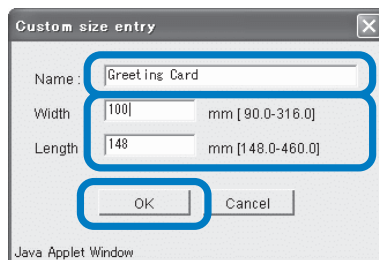 Custom size entry
Name : Greeting Card
Width 100 mm [ 90.0-316.0]
Length 148 mm [148.0-460.0]
OK Cancel
Java Applet Window